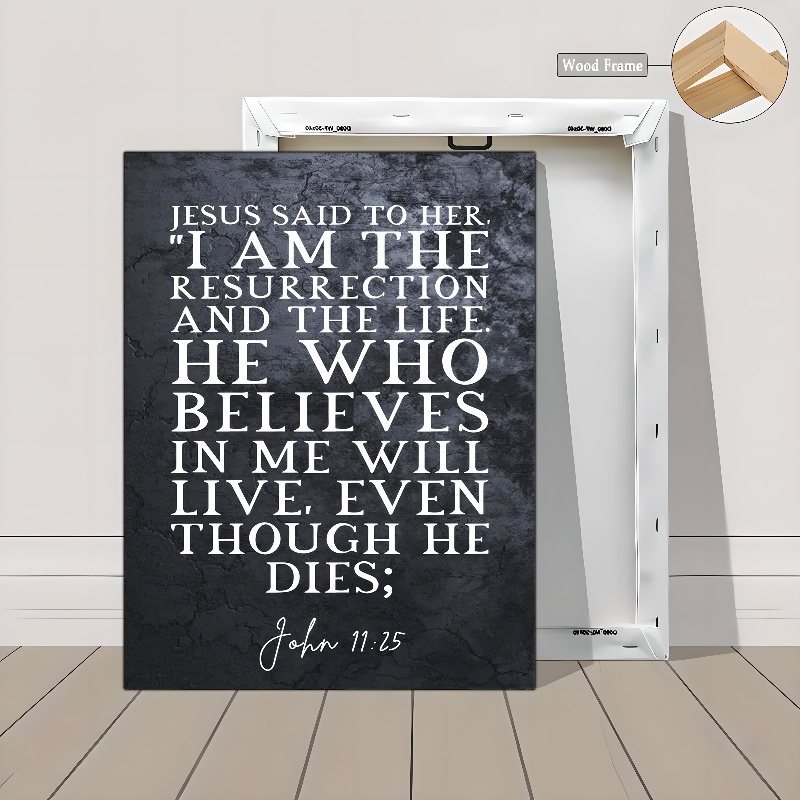 Wood Frame
JESUS SAID TO HER,
"I AM THE
RESURRECTION
AND THE LIFE.
HE WHO
BELIEVES
IN ME WILL
LIVE, EVEN
THOUGH HE
DIES;
John 11:25